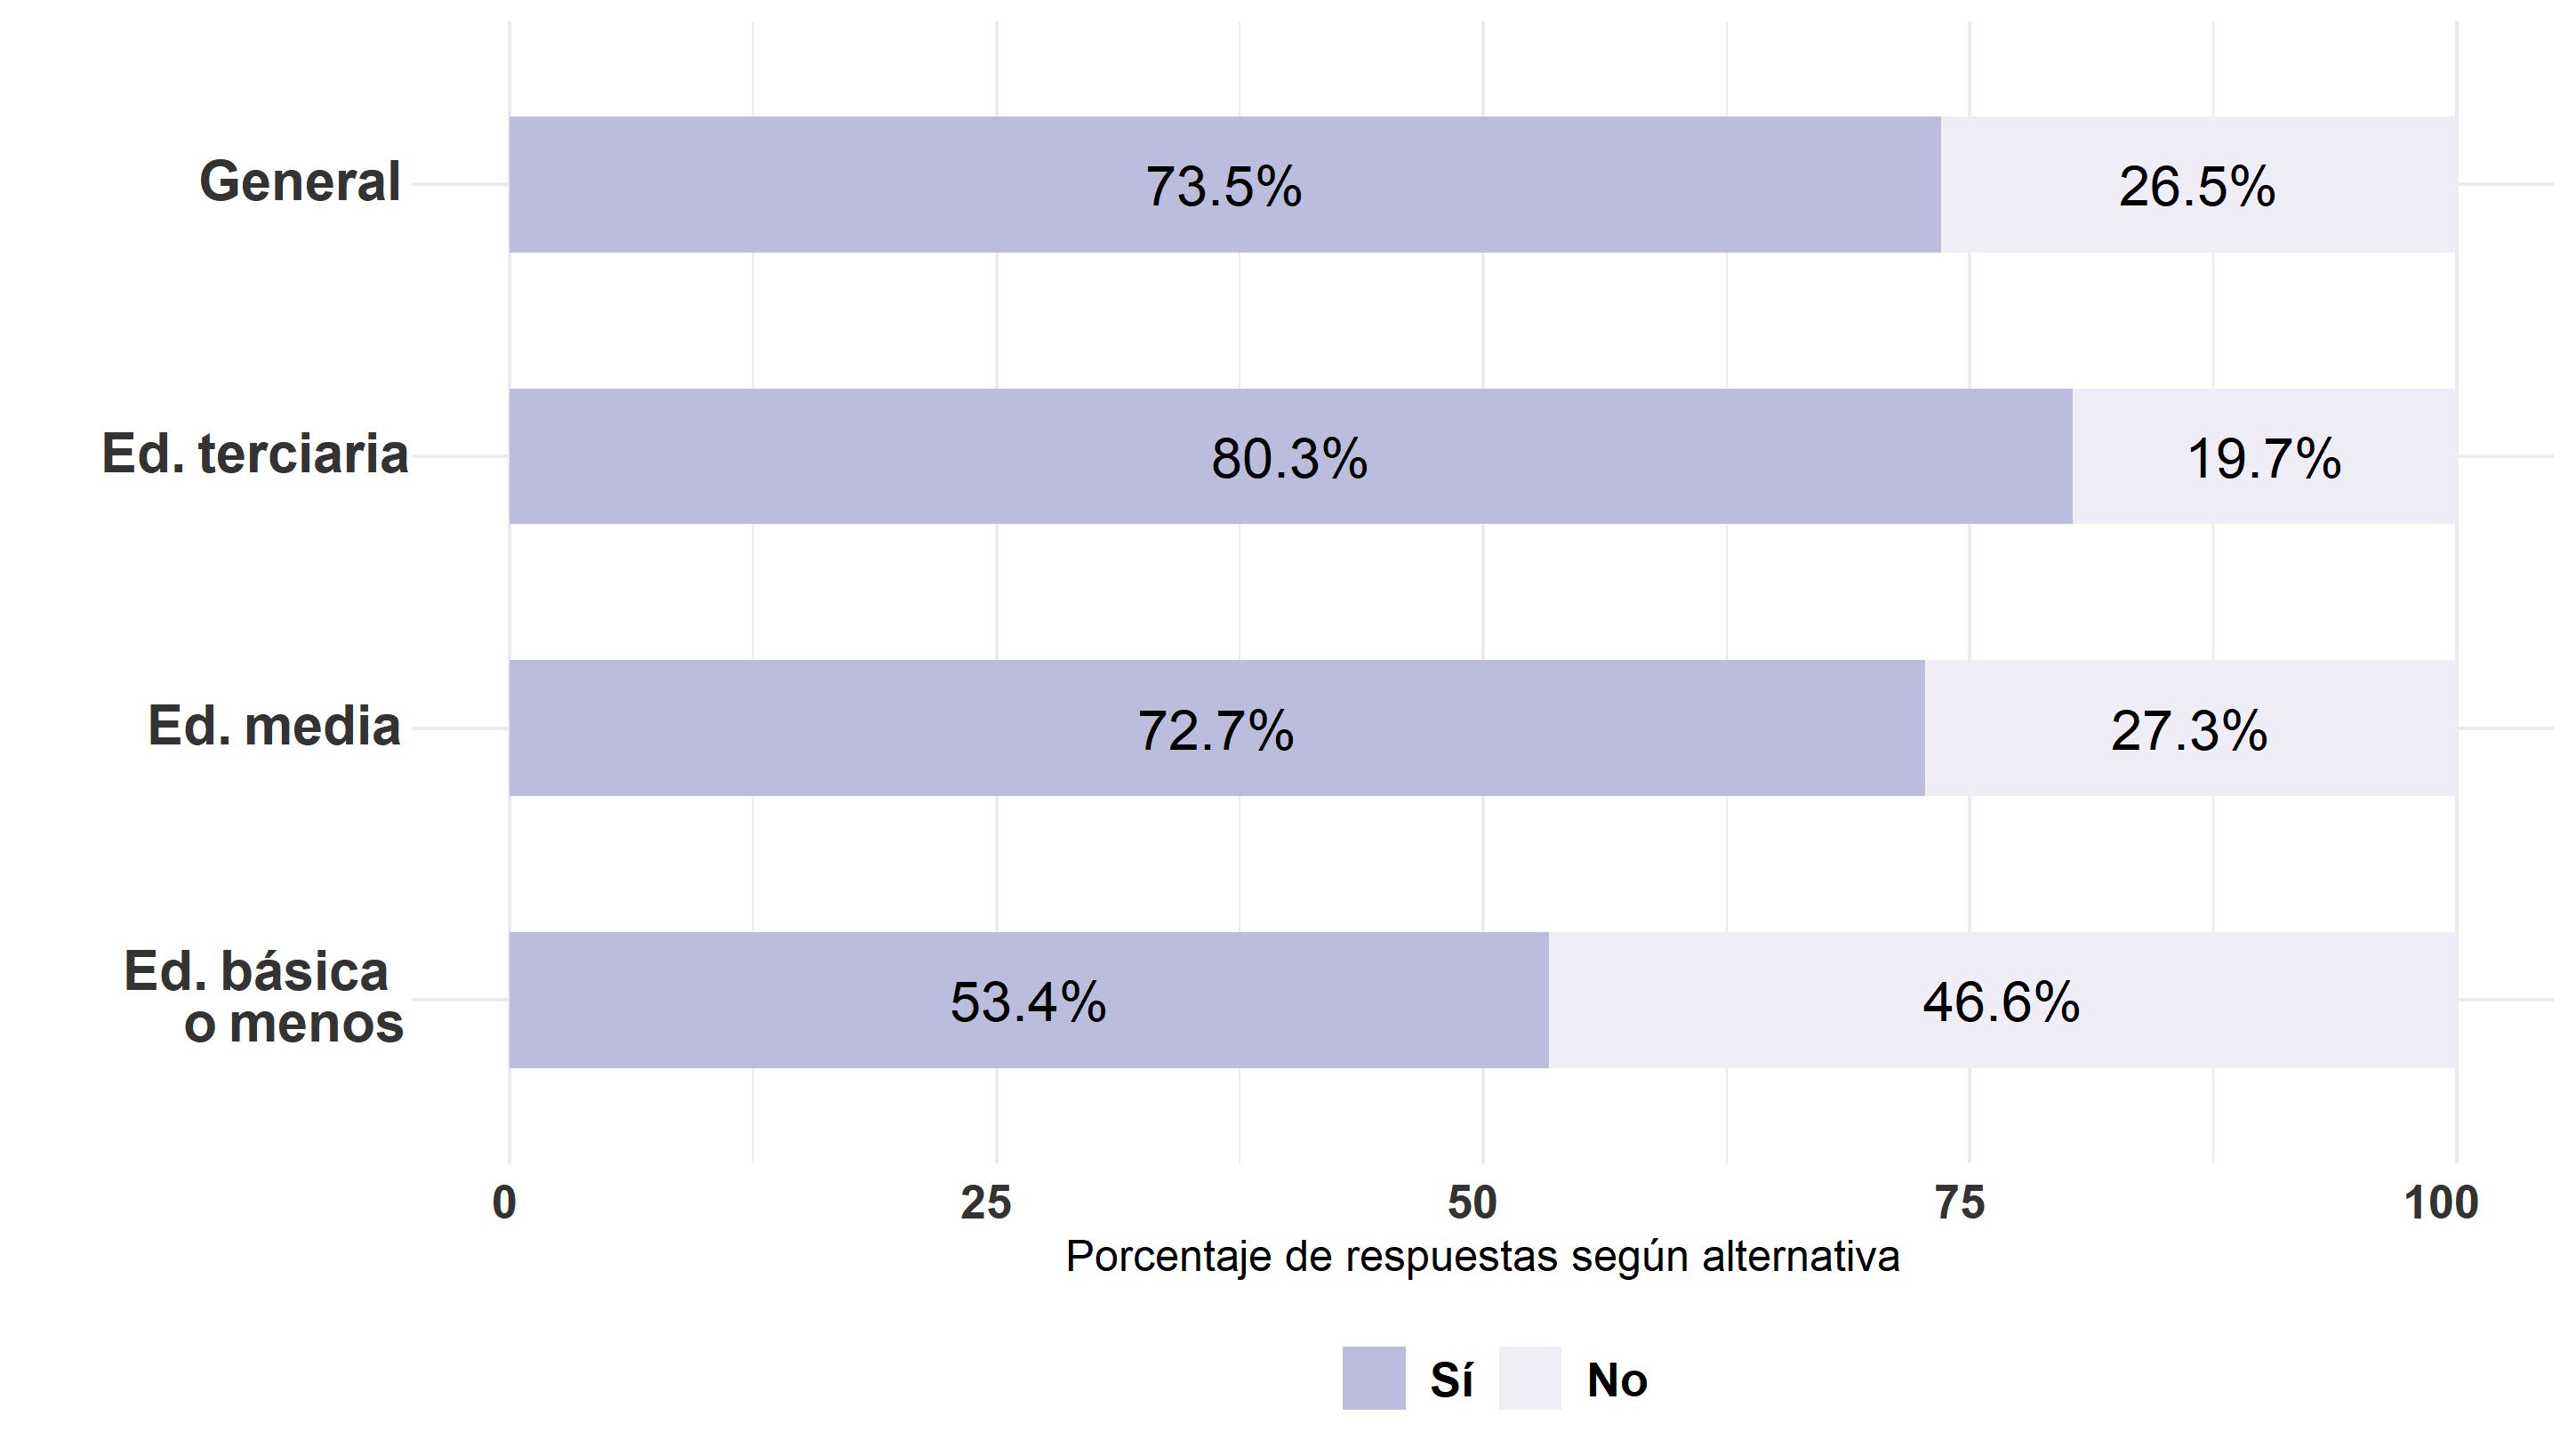 General
73.5%
26.5%
Ed. terciaria
80.3%
19.7%
Ed. media
72.7%
27.3%
Ed. básica
o menos
53.4%
46.6%
0
25
50
75
100
Porcentaje de respuestas según alternativa
Sí
No